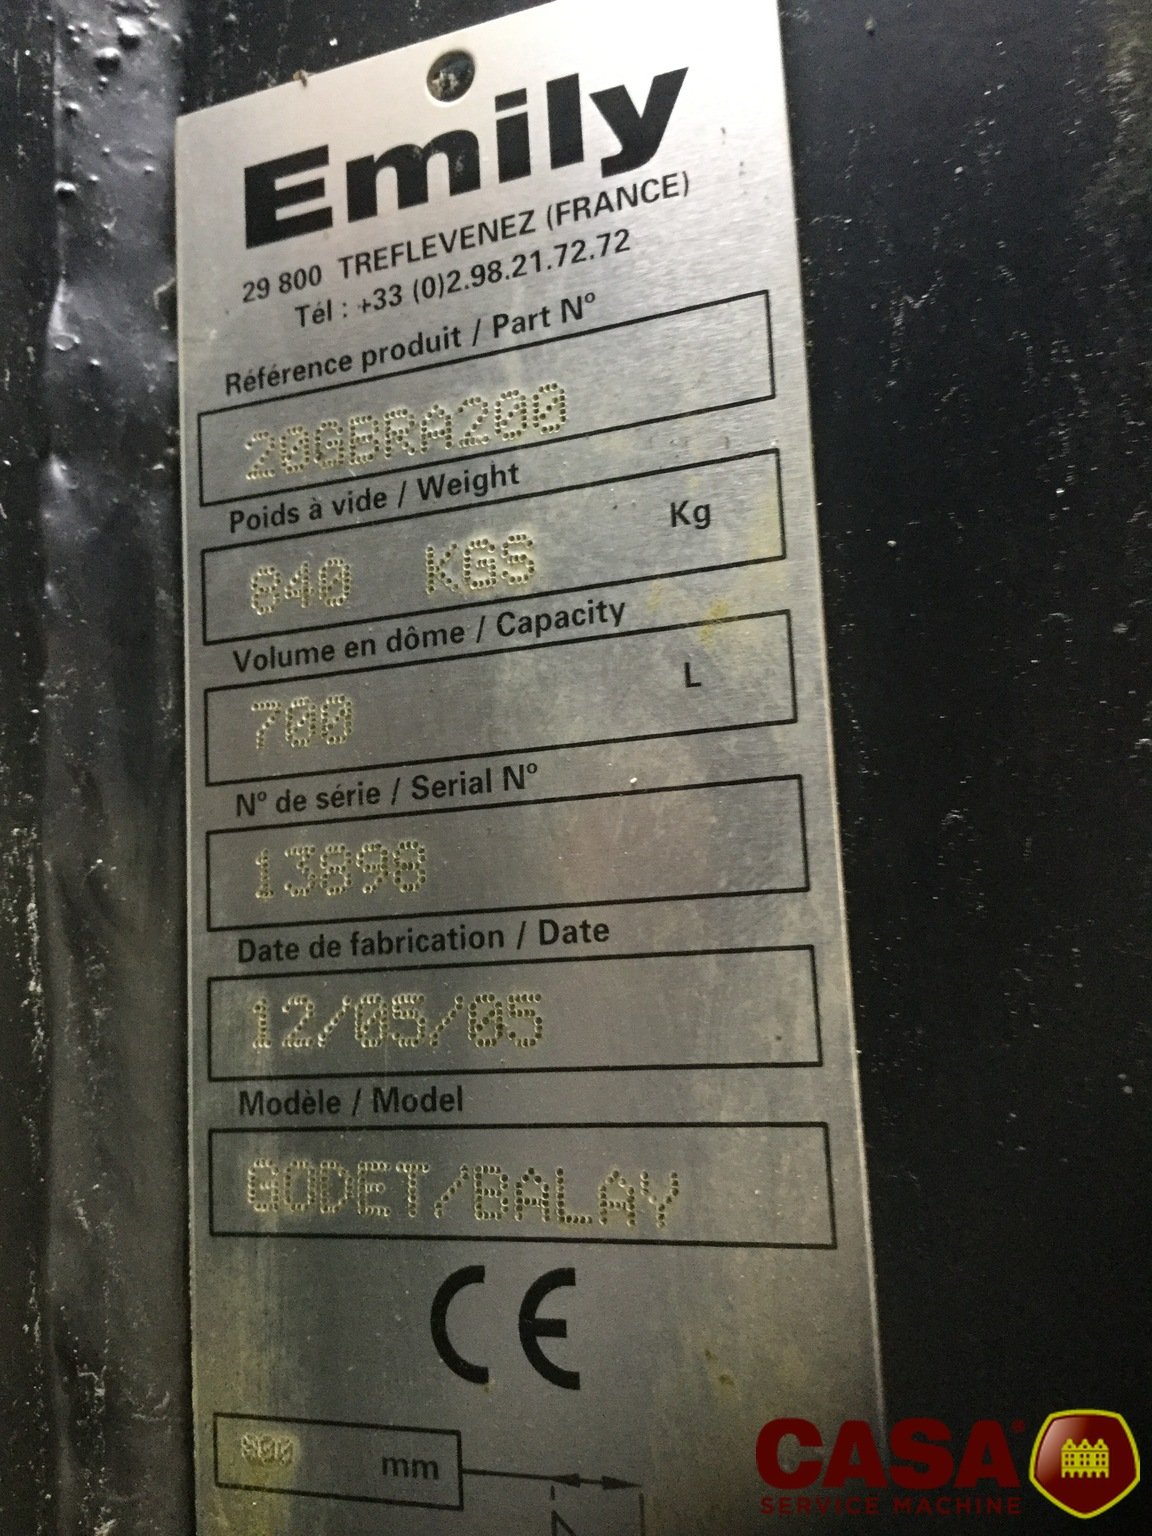 Emily
29 800 TREFLEVENEZ (FRANCE)
Tél : +33 (0)2.98.21.72.72
Référence produit / Part N°
20GBRA200
Poids à vide / Weight
840 KGS Kg
Volume en dôme / Capacity
700 L
N° de série / Serial N°
13898
Date de fabrication / Date
12/05/05
Modèle / Model
GODET/BALAY
CE
800 mm
CASA®
SERVICE MACHINE